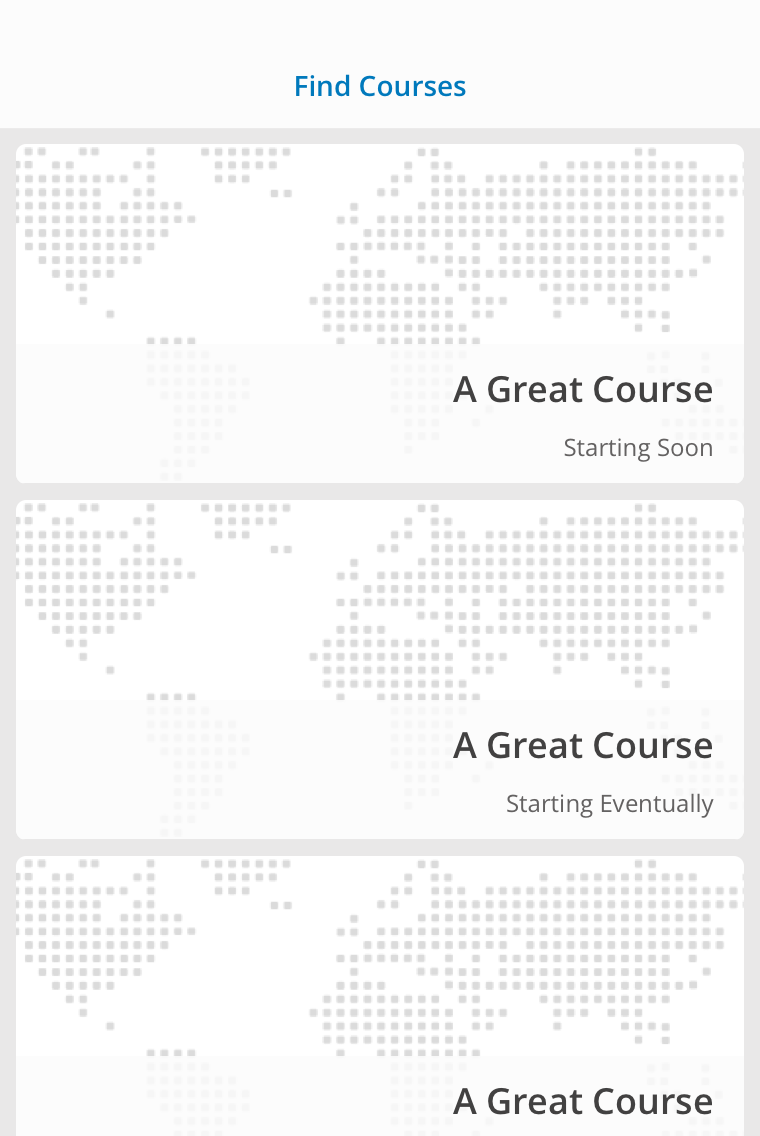 Find Courses
A Great Course
Starting Soon
A Great Course
Starting Eventually
A Great Course